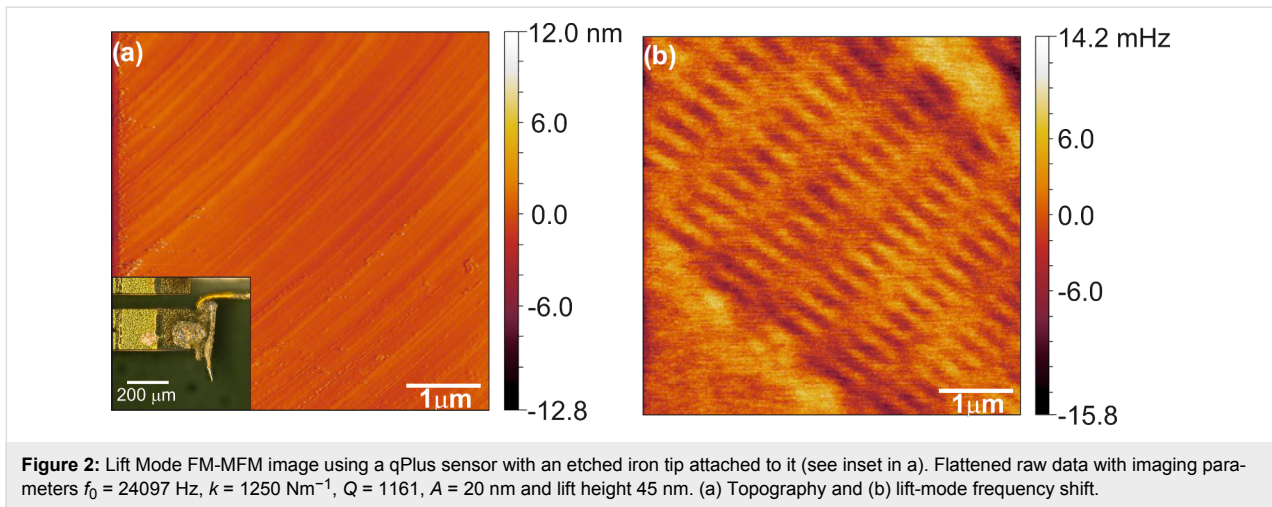 (a)
12.0 nm
6.0
0.0
-6.0
-12.8
200 μm
1μm
(b)
14.2 mHz
6.0
0.0
-6.0
-15.8
1μm
Figure 2: Lift Mode FM-MFM image using a qPlus sensor with an etched iron tip attached to it (see inset in a). Flattened raw data with imaging para-
meters f₀ = 24097 Hz, k = 1250 Nm⁻¹, Q = 1161, A = 20 nm and lift height 45 nm. (a) Topography and (b) lift-mode frequency shift.